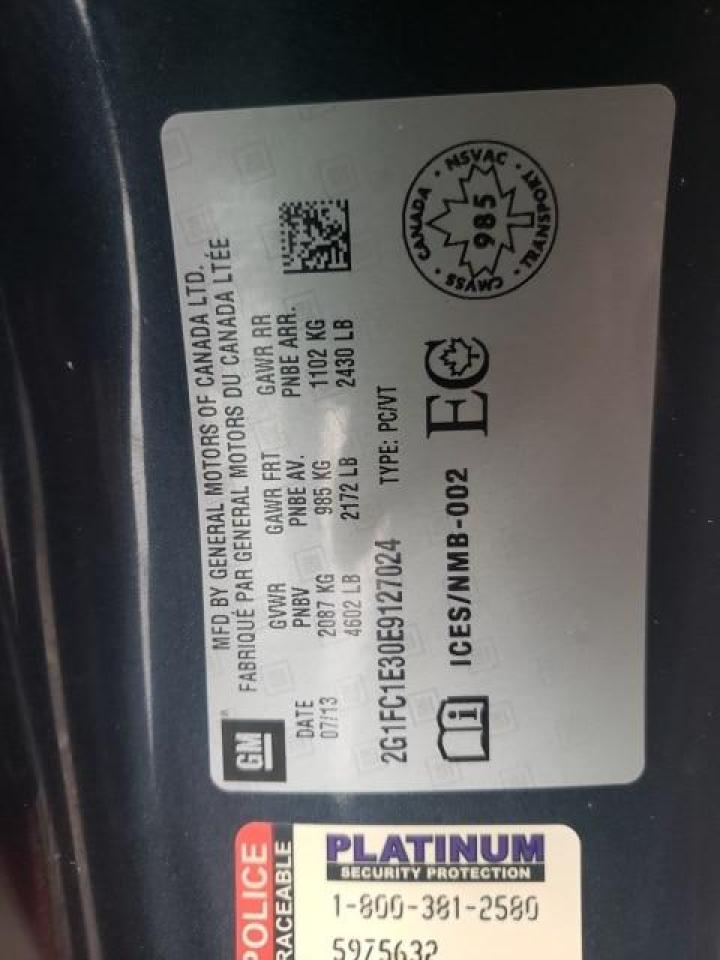 GM
MFD BY GENERAL MOTORS OF CANADA LTD.
FABRIQUÉ PAR GENERAL MOTORS DU CANADA LTÉE
DATE GVWR GAWR FRT GAWR RR
07/13 PNBV PNBE AV. PNBE ARR.
2087 KG 985 KG 1102 KG
4602 LB 2172 LB 2430 LB
2G1FC1E30E9127024 TYPE: PC/VT
ICES/NMB-002 EC
CANADA · NSVAC · TRANSPORT · CMVSS ·
985
POLICE
RACEABLE
PLATINUM
SECURITY PROTECTION
1-800-381-2580
5975632